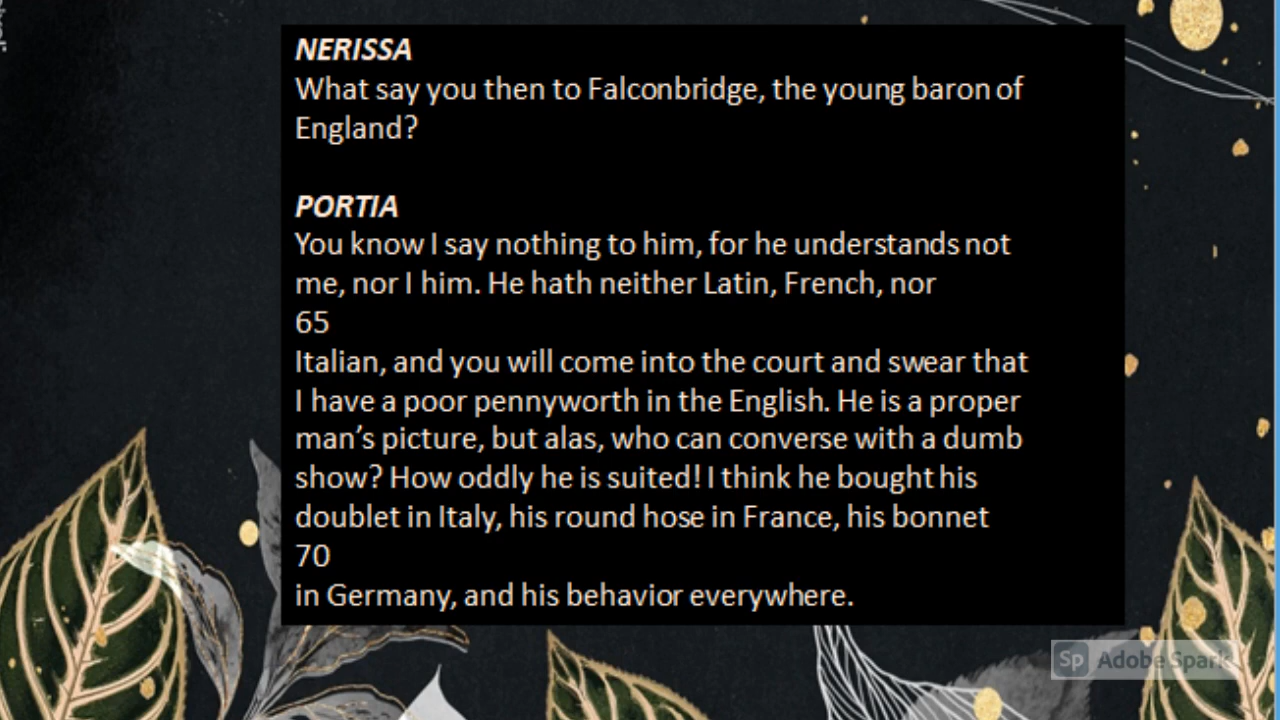 NERISSA
What say you then to Falconbridge, the young baron of
England?
PORTIA
You know I say nothing to him, for he understands not
me, nor I him. He hath neither Latin, French, nor
65
Italian, and you will come into the court and swear that
I have a poor pennyworth in the English. He is a proper
man’s picture, but alas, who can converse with a dumb
show? How oddly he is suited! I think he bought his
doublet in Italy, his round hose in France, his bonnet
70
in Germany, and his behavior everywhere.
Sp Adobe Spark